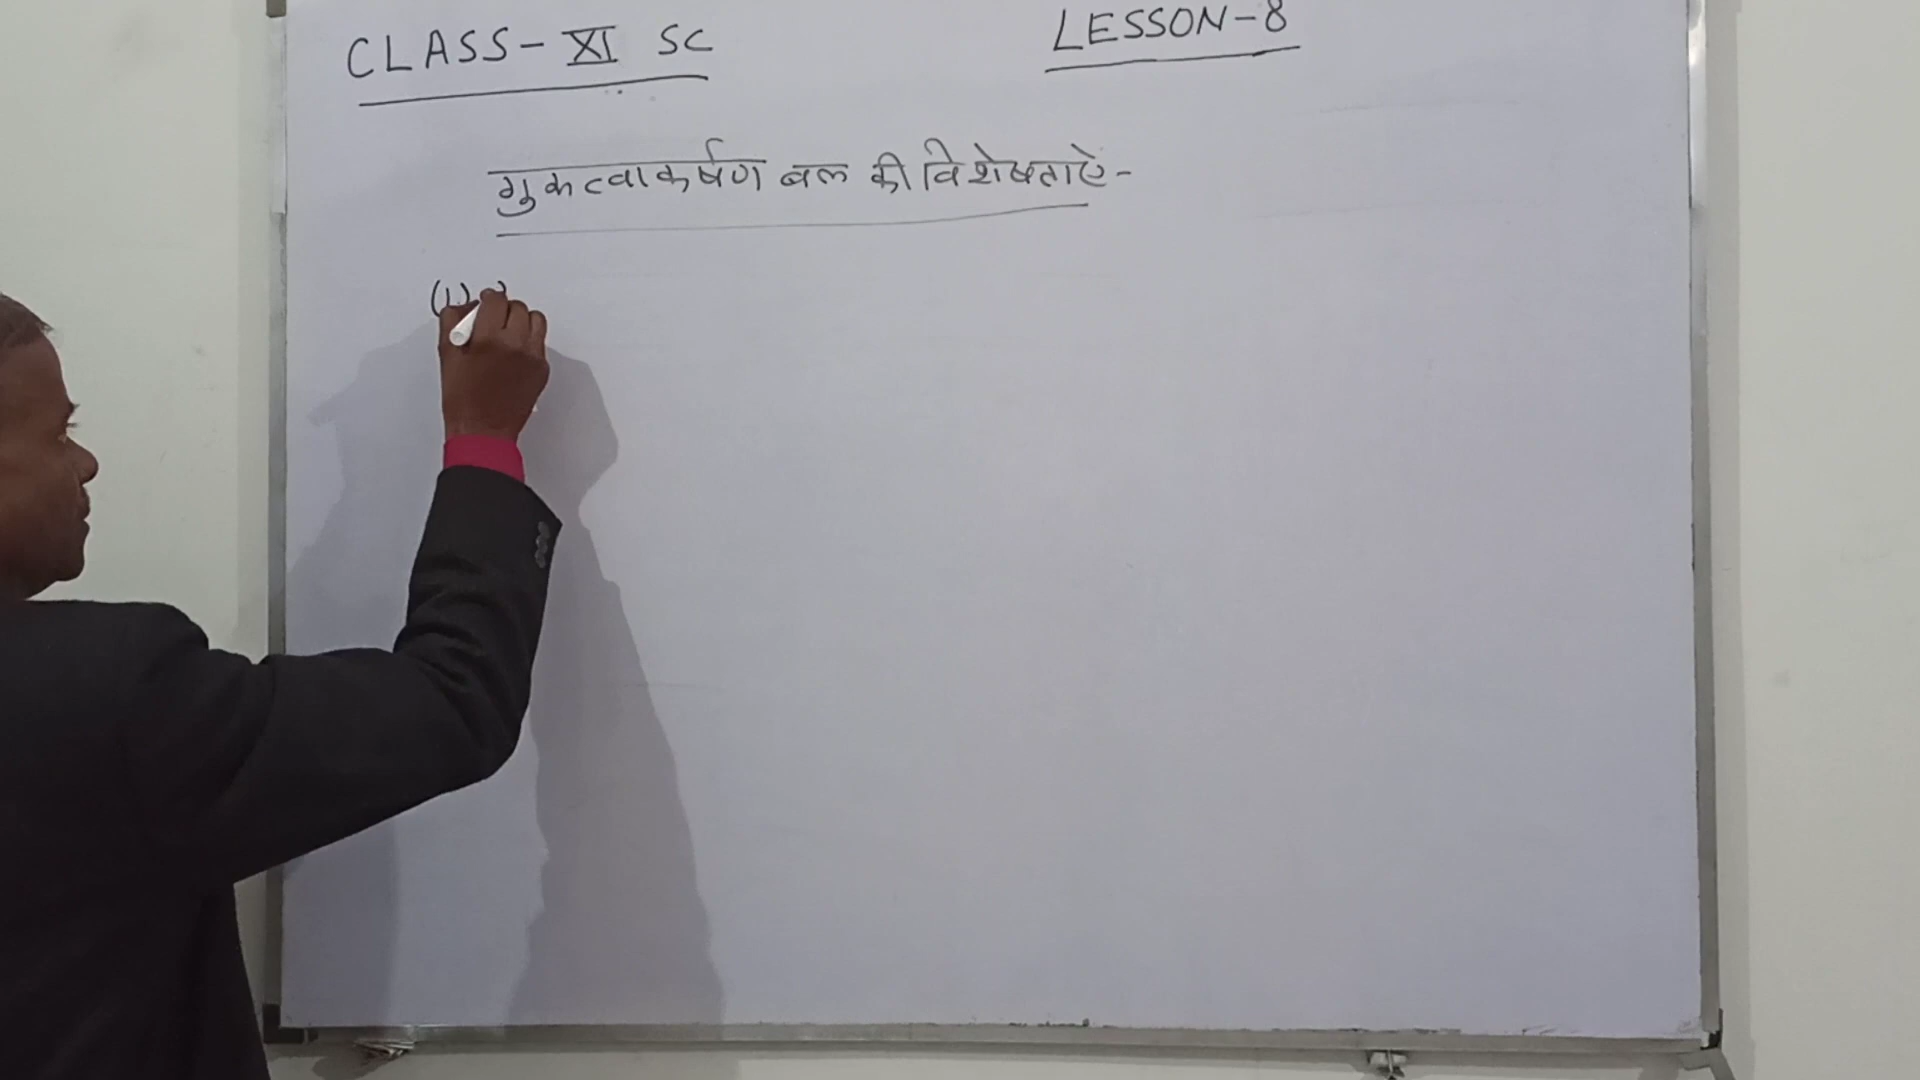 CLASS-XI SC
LESSON-8
गुरुत्वाकर्षण बल की विशेषताऐ-
(1)